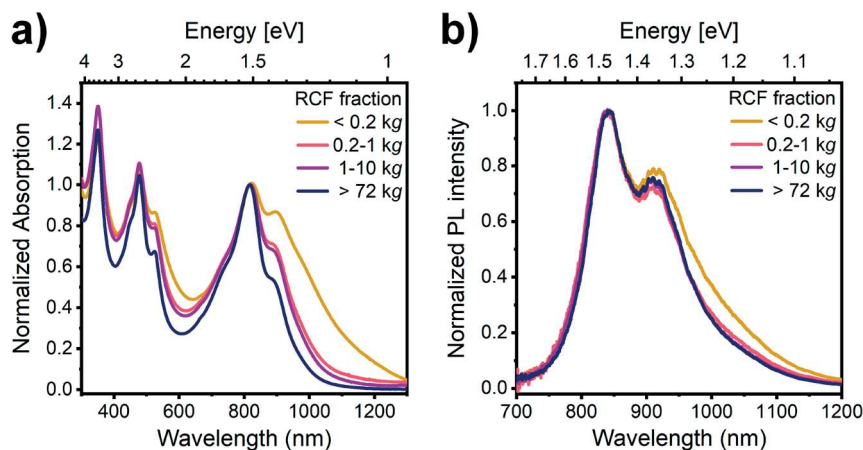 a)
Energy [eV]
4 3 2 1.5 1
Normalized Absorption
1.4
1.2
1.0
0.8
0.6
0.4
0.2
0.0
RCF fraction
< 0.2 kg
0.2-1 kg
1-10 kg
> 72 kg
400 600 800 1000 1200
Wavelength (nm)
b)
Energy [eV]
1.7 1.6 1.5 1.4 1.3 1.2 1.1
Normalized PL intensity
1.0
0.8
0.6
0.4
0.2
0.0
RCF fraction
< 0.2 kg
0.2-1 kg
1-10 kg
> 72 kg
700 800 900 1000 1100 1200
Wavelength (nm)